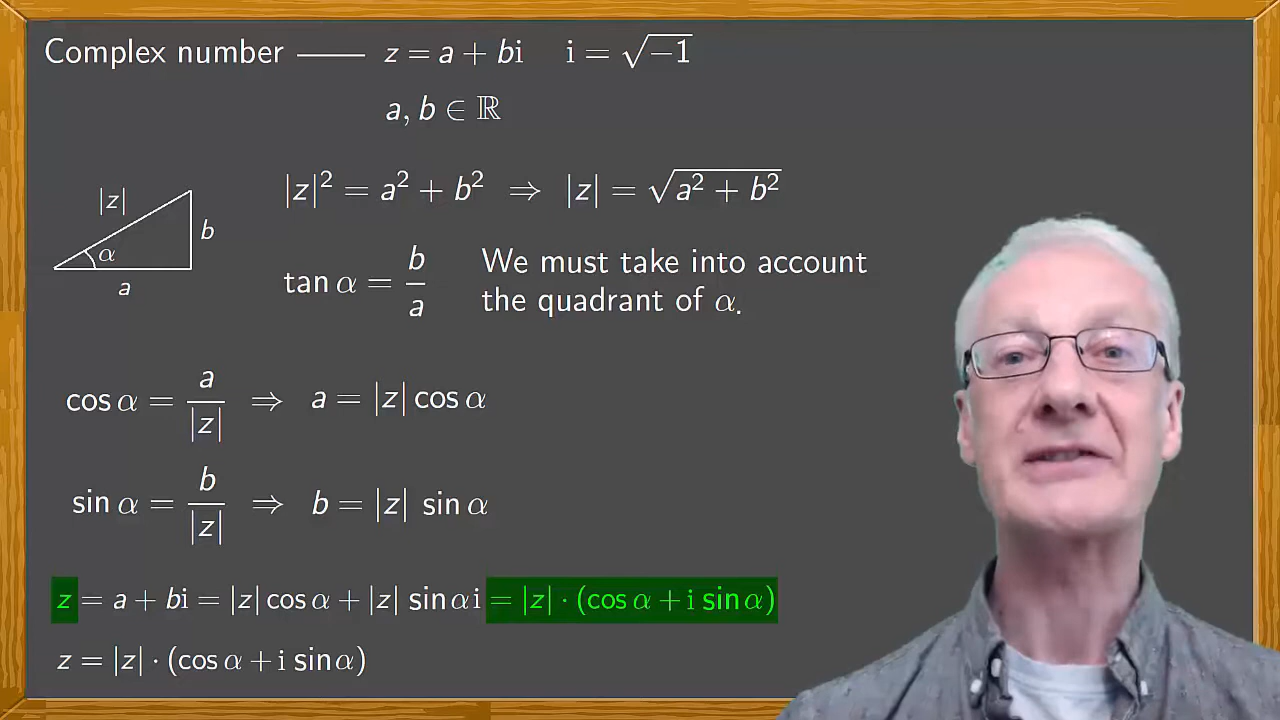 Complex number —— z = a + bi i = √−1
a, b ∈ ℝ
|z|² = a² + b² ⇒ |z| = √a² + b²
|z|
b
α
a
tan α = b/a We must take into account
the quadrant of α.
cos α = a/|z| ⇒ a = |z| cos α
sin α = b/|z| ⇒ b = |z| sin α
z = a + bi = |z| cos α + |z| sin αi = |z| · (cos α + i sin α)
z = |z| · (cos α + i sin α)